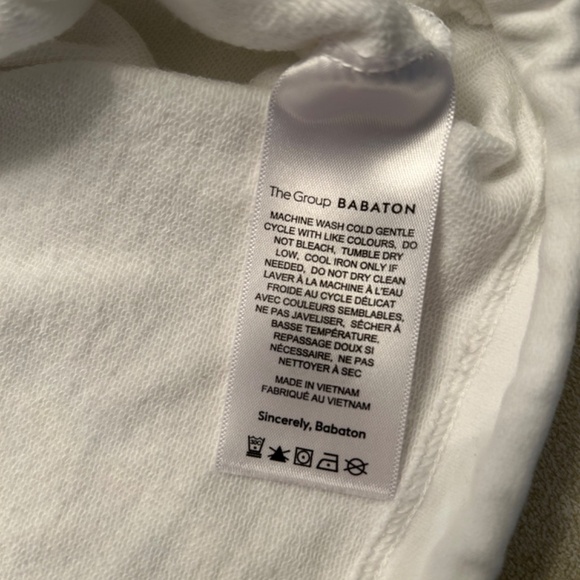 The Group BABATON
MACHINE WASH COLD GENTLE
CYCLE WITH LIKE COLOURS, DO
NOT BLEACH, TUMBLE DRY
LOW, COOL IRON ONLY IF
NEEDED, DO NOT DRY CLEAN
LAVER À LA MACHINE À L'EAU
FROIDE AU CYCLE DÉLICAT
AVEC COULEURS SEMBLABLES,
NE PAS JAVELISER, SÉCHER À
BASSE TEMPÉRATURE,
REPASSAGE DOUX SI
NÉCESSAIRE, NE PAS
NETTOYER À SEC
MADE IN VIETNAM
FABRIQUÉ AU VIETNAM
Sincerely, Babaton